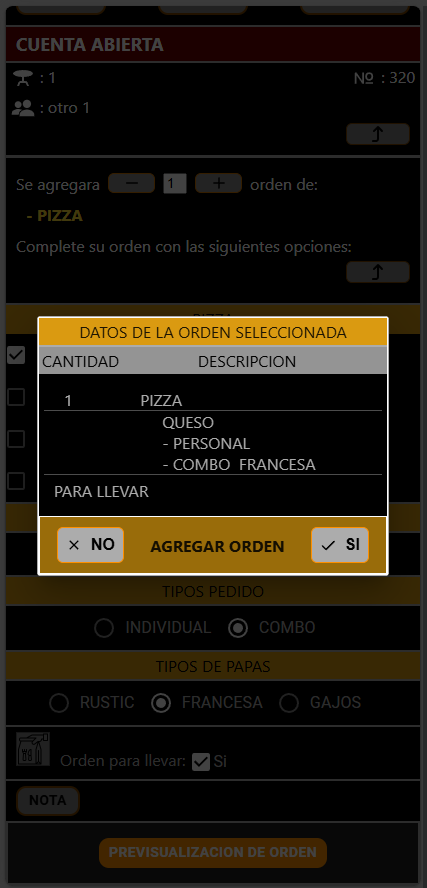 CUENTA ABIERTA
: 1
Nº : 320
: otro 1
Se agregara 1 orden de:
- PIZZA
Complete su orden con las siguientes opciones:
DATOS DE LA ORDEN SELECCIONADA
CANTIDAD DESCRIPCION
1 PIZZA
QUESO
- PERSONAL
- COMBO FRANCESA
PARA LLEVAR
NO AGREGAR ORDEN SI
TIPOS PEDIDO
INDIVIDUAL COMBO
TIPOS DE PAPAS
RUSTIC FRANCESA GAJOS
Orden para llevar: Si
NOTA
PREVISUALIZACION DE ORDEN